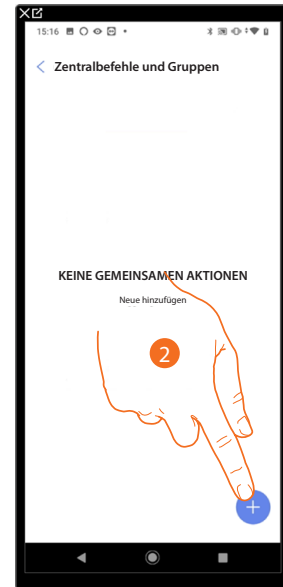 15:16
Zentralbefehle und Gruppen
KEINE GEMEINSAMEN AKTIONEN
Neue hinzufügen
2
+